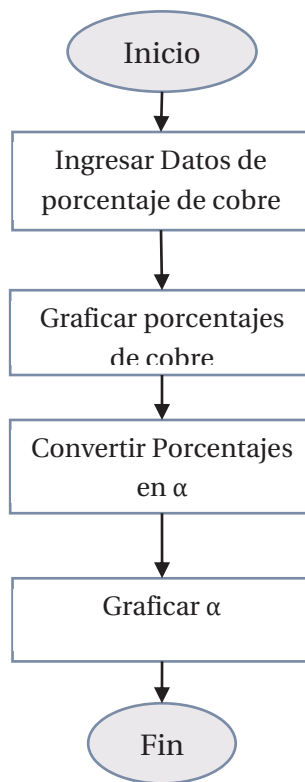 Inicio
Ingresar Datos de
porcentaje de cobre
Graficar porcentajes
de cobre
Convertir Porcentajes
en α
Graficar α
Fin